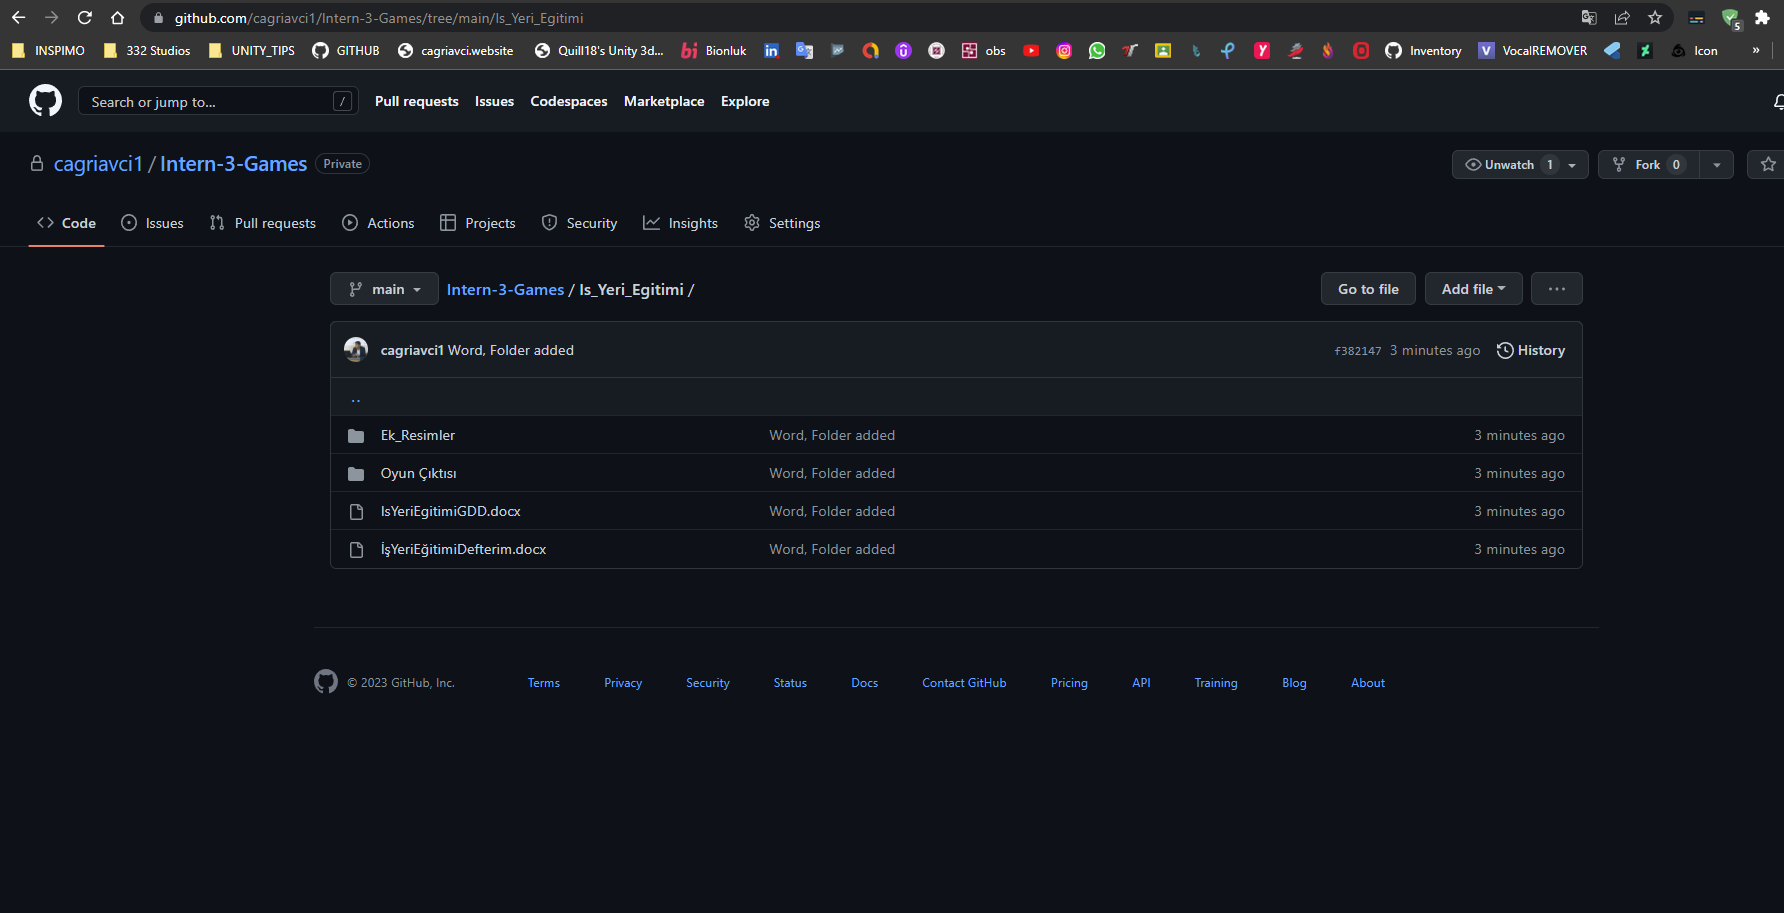 github.com/cagriavci1/Intern-3-Games/tree/main/Is_Yeri_Egitimi
5
INSPIMO 332 Studios UNITY_TIPS GITHUB cagriavci.website Quill18's Unity 3d... bi Bionluk in obs Inventory V VocalREMOVER Icon »
Search or jump to... / Pull requests Issues Codespaces Marketplace Explore
cagriavci1 / Intern-3-Games Private Unwatch 1 Fork 0
Code Issues Pull requests Actions Projects Security Insights Settings
main Intern-3-Games / Is_Yeri_Egitimi / Go to file Add file ...
cagriavci1 Word, Folder added f382147 3 minutes ago History
..
Ek_Resimler Word, Folder added 3 minutes ago
Oyun Çıktısı Word, Folder added 3 minutes ago
IsYeriEgitimiGDD.docx Word, Folder added 3 minutes ago
İşYeriEğitimiDefterim.docx Word, Folder added 3 minutes ago
© 2023 GitHub, Inc. Terms Privacy Security Status Docs Contact GitHub Pricing API Training Blog About